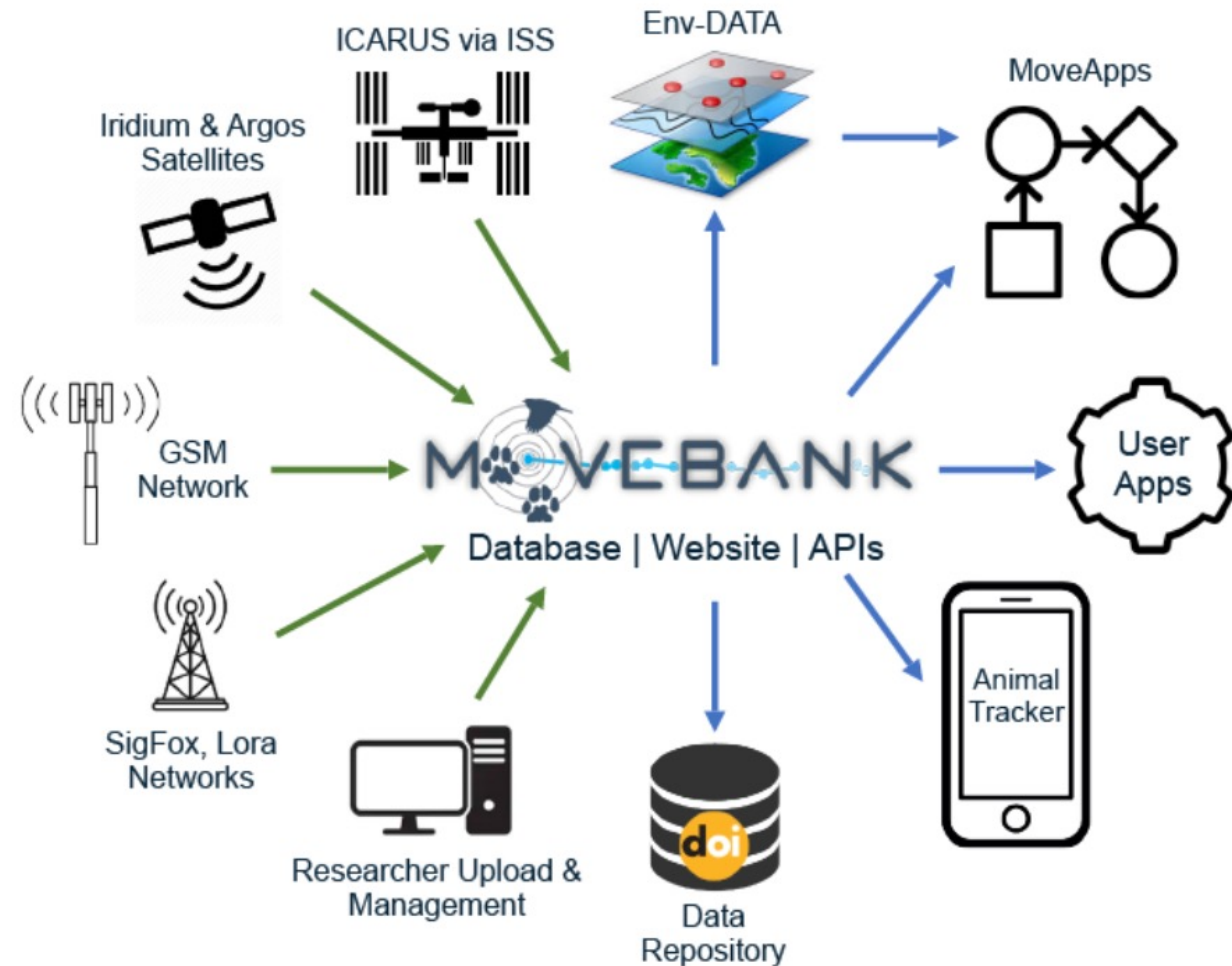 ICARUS via ISS
Env-DATA
MoveApps
Iridium & Argos
Satellites
GSM
Network
MOVEBANK
Database | Website | APIs
User
Apps
SigFox, Lora
Networks
Animal
Tracker
Researcher Upload &
Management
doi
Data
Repository